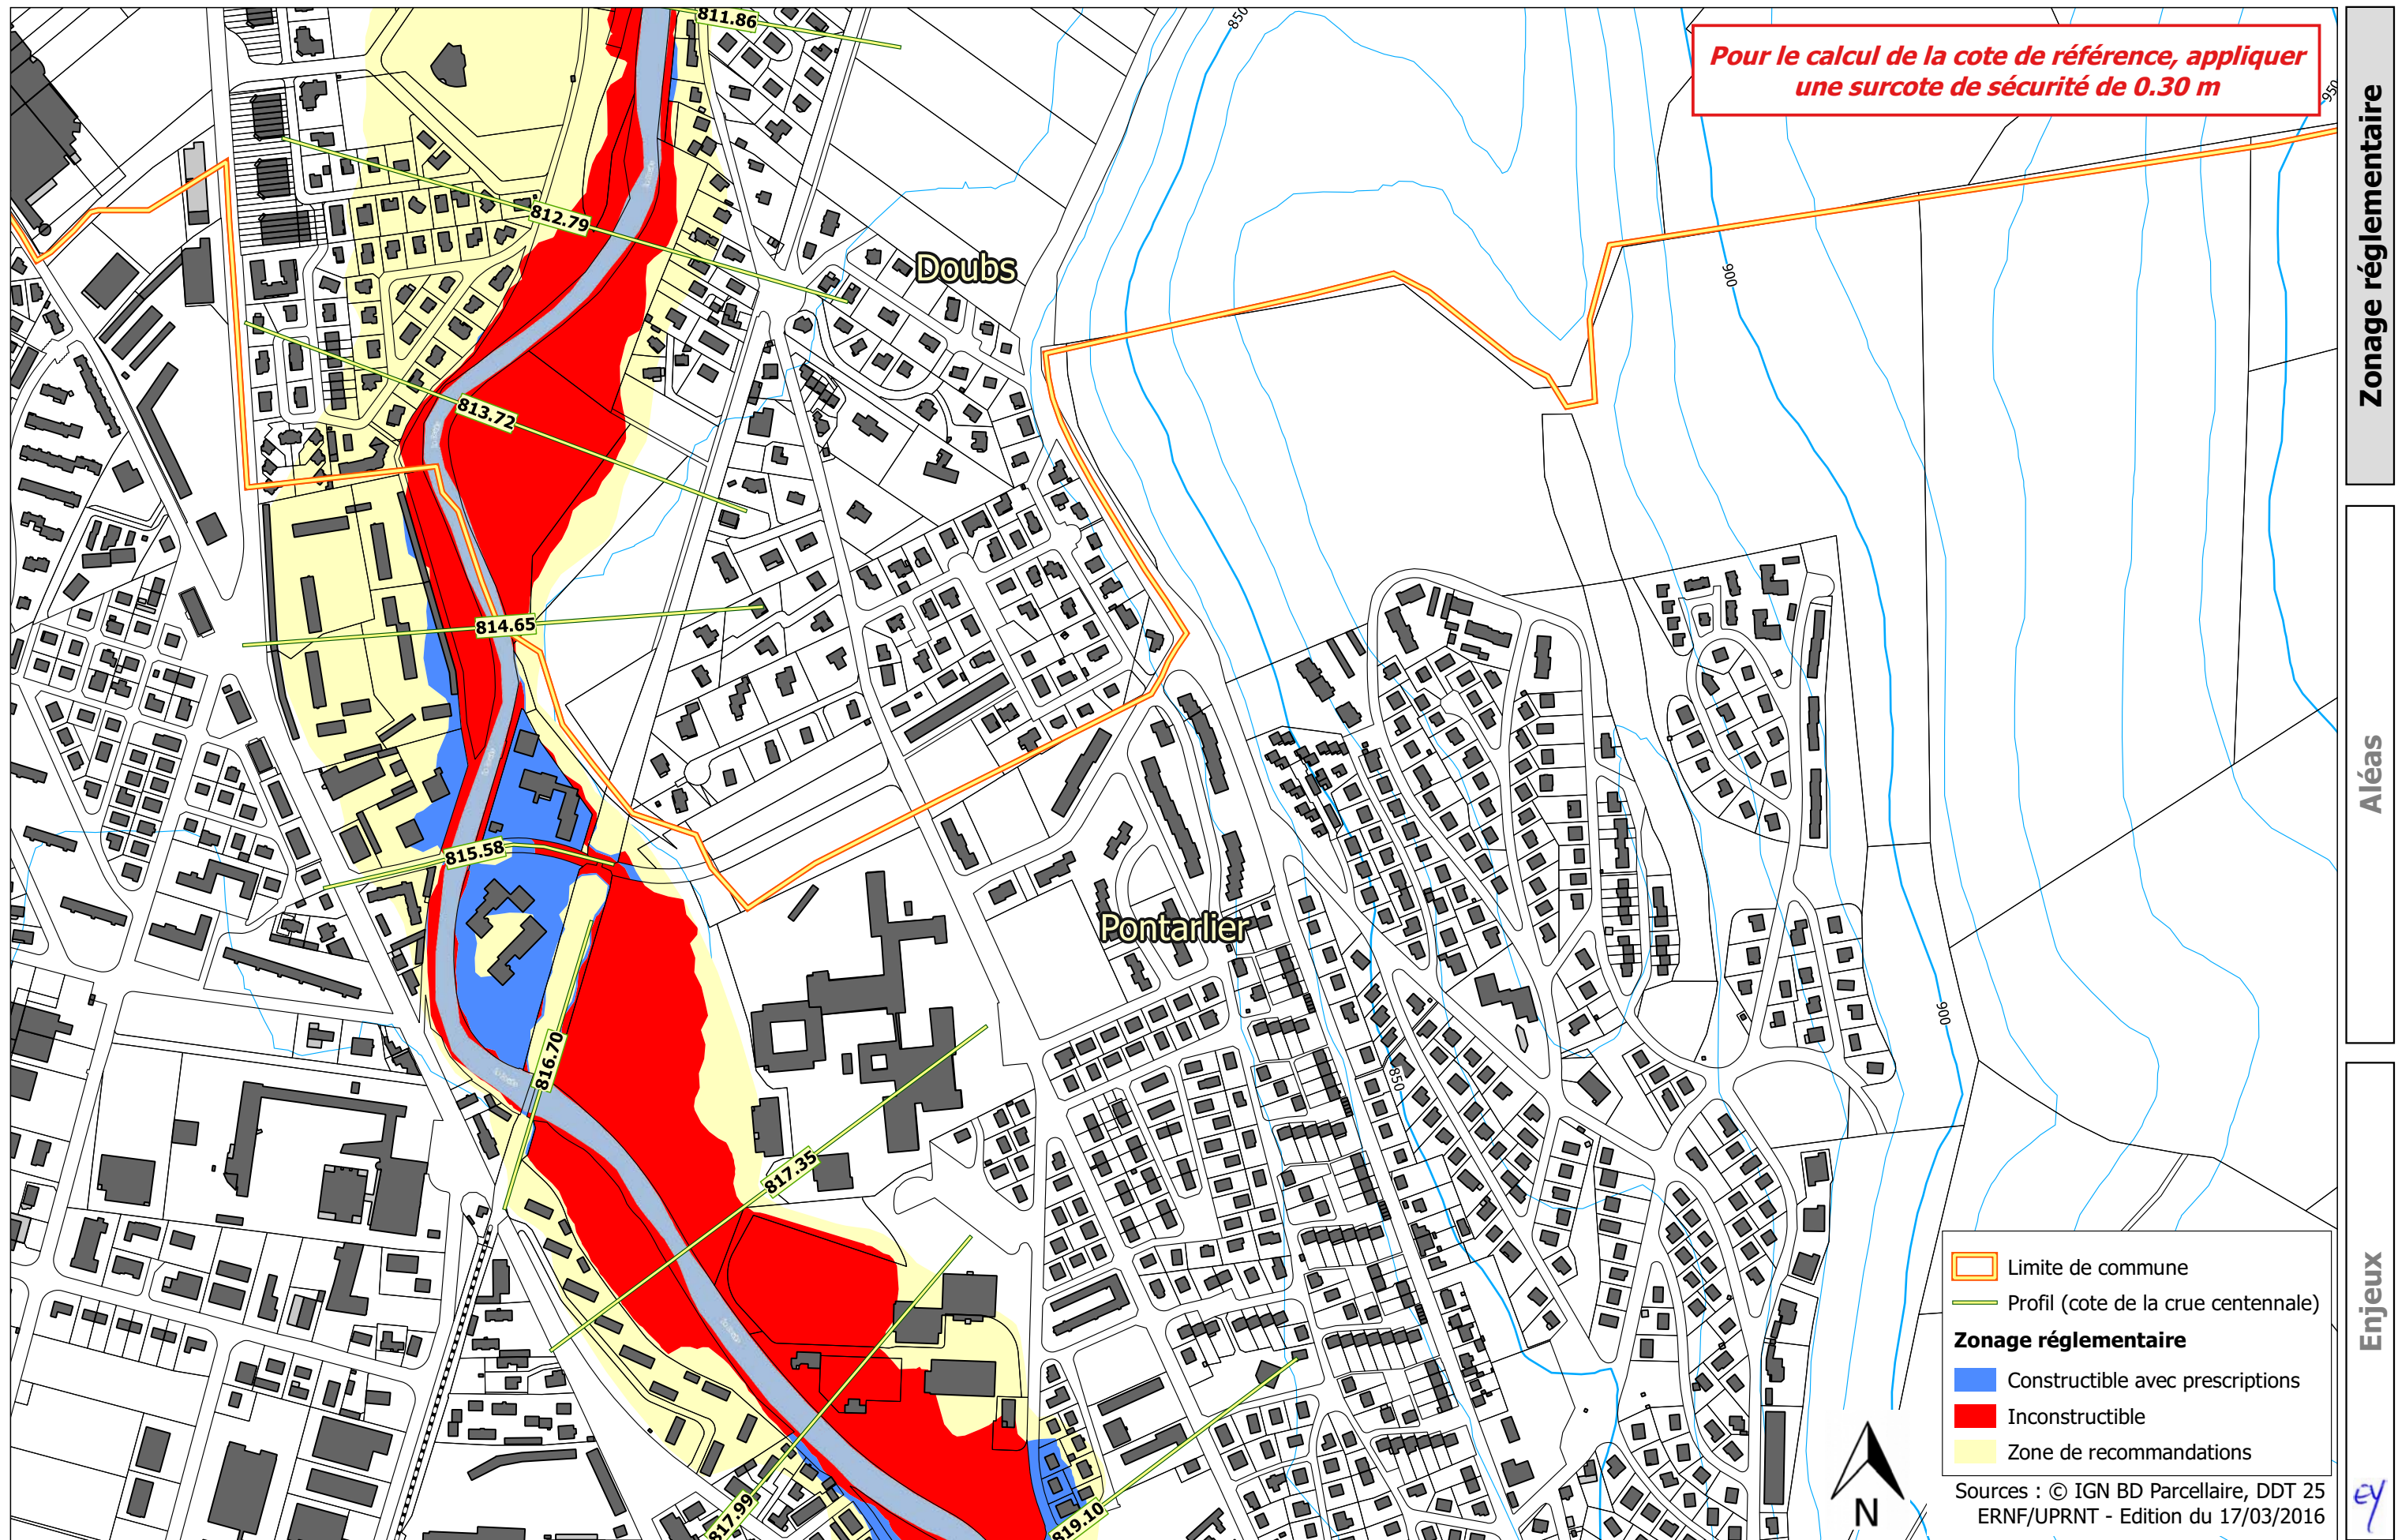 811.86
850
Pour le calcul de la cote de référence, appliquer
une surcote de sécurité de 0.30 m
950
Zonage réglementaire
812.79
Doubs
900
813.72
814.65
Aléas
815.58
Pontarlier
816.70
900
850
817.35
Limite de commune
Profil (cote de la crue centennale)
Zonage réglementaire
Constructible avec prescriptions
Inconstructible
Zone de recommandations
Enjeux
817.99
819.10
N
Sources : © IGN BD Parcellaire, DDT 25
ERNF/UPRNT - Edition du 17/03/2016
EY